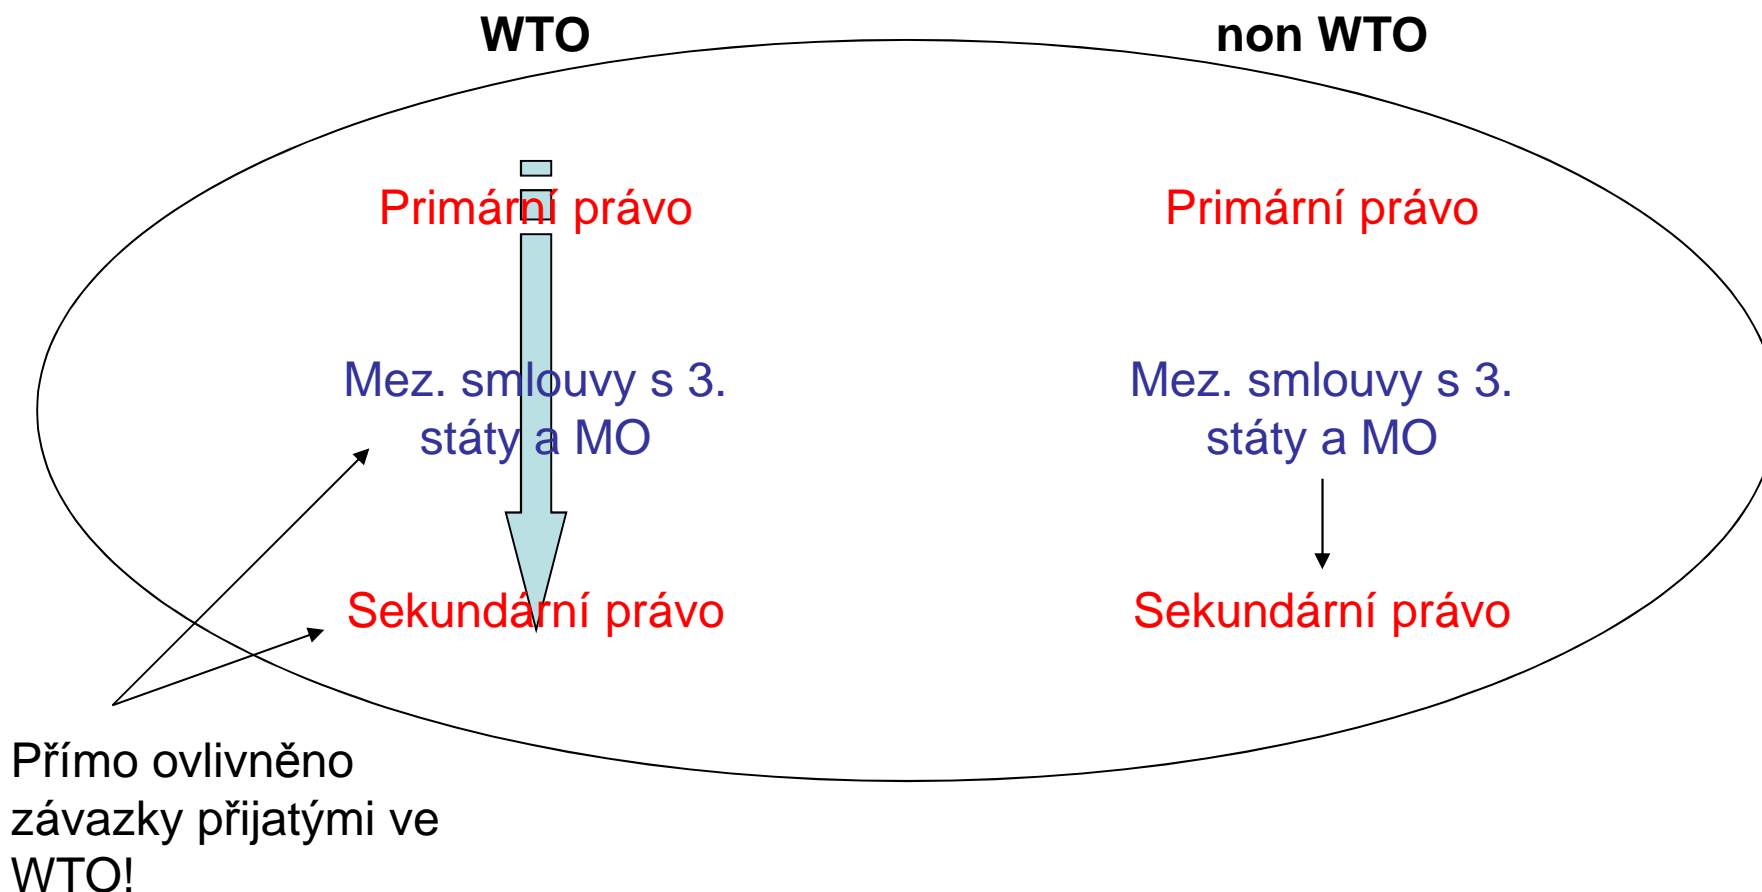 WTO
non WTO
Primární právo
Primární právo
Mez. smlouvy s 3.
státy a MO
Mez. smlouvy s 3.
státy a MO
Sekundární právo
Sekundární právo
Přímo ovlivněno
závazky přijatými ve
WTO!